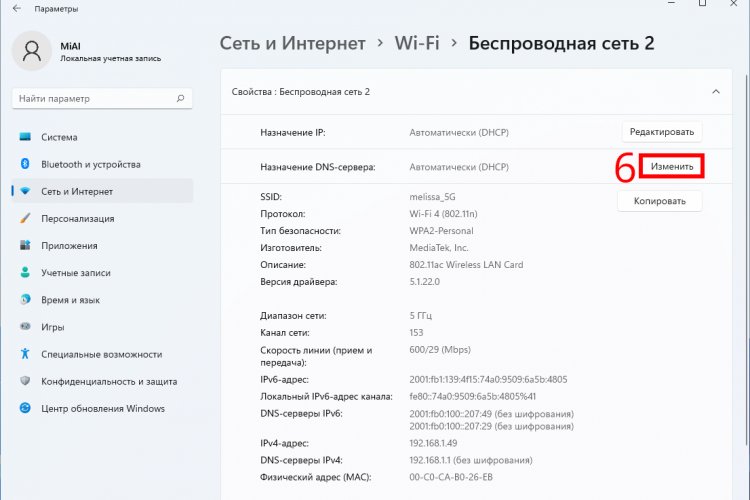 Параметры
MiAI
Локальная учетная запись
Найти параметр
Система
Bluetooth и устройства
Сеть и Интернет
Персонализация
Приложения
Учетные записи
Время и язык
Игры
Специальные возможности
Конфиденциальность и защита
Центр обновления Windows
Сеть и Интернет › Wi-Fi › Беспроводная сеть 2
Свойства : Беспроводная сеть 2
Назначение IP: Автоматически (DHCP) Редактировать
Назначение DNS-сервера: Автоматически (DHCP) 6 Изменить
SSID: melissa_5G Копировать
Протокол: Wi-Fi 4 (802.11n)
Тип безопасности: WPA2-Personal
Изготовитель: MediaTek, Inc.
Описание: 802.11ac Wireless LAN Card
Версия драйвера: 5.1.22.0
Диапазон сети: 5 ГГц
Канал сети: 153
Скорость линии (прием и 600/29 (Mbps)
передача):
IPv6-адрес: 2001:fb1:139:4f15:74a0:9509:6a5b:4805
Локальный IPv6-адрес канала: fe80::74a0:9509:6a5b:4805%41
DNS-серверы IPv6: 2001:fb0:100::207:49 (без шифрования)
2001:fb0:100::207:29 (без шифрования)
IPv4-адрес: 192.168.1.49
DNS-серверы IPv4: 192.168.1.1 (без шифрования)
Физический адрес (MAC): 00-C0-CA-B0-26-EB